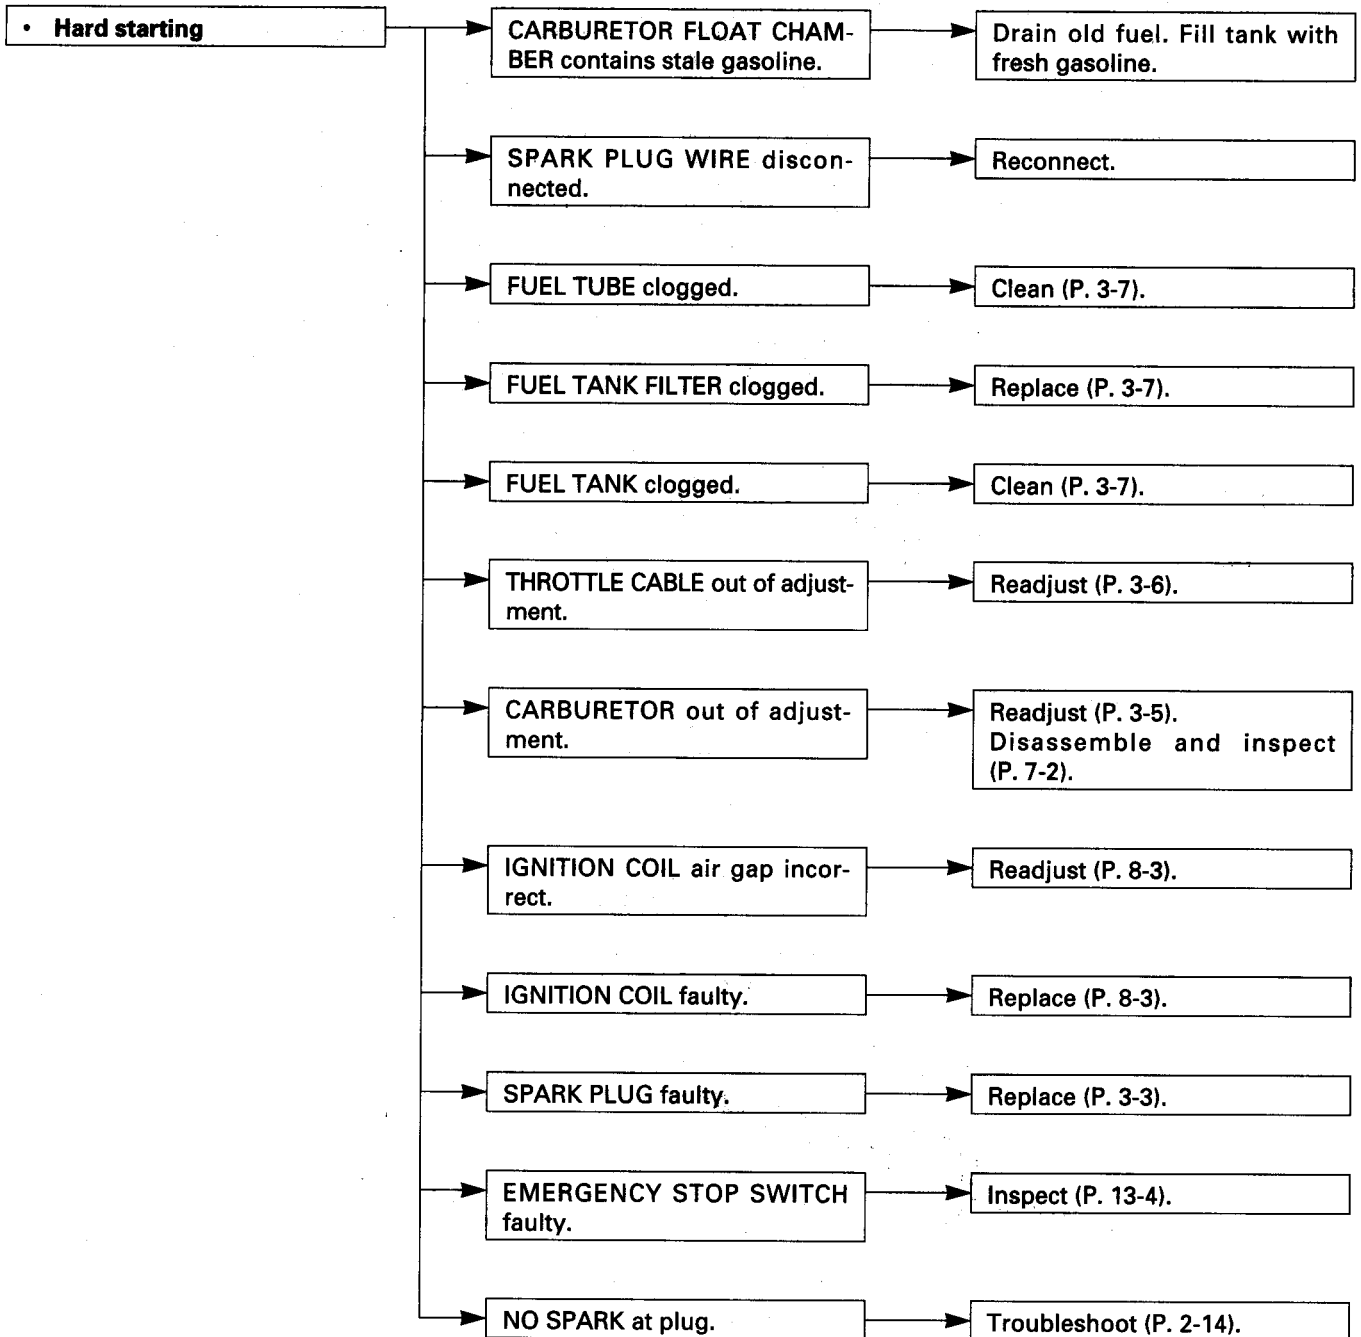 • Hard starting
CARBURETOR FLOAT CHAM-
BER contains stale gasoline.
Drain old fuel. Fill tank with
fresh gasoline.
SPARK PLUG WIRE discon-
nected.
Reconnect.
FUEL TUBE clogged.
Clean (P. 3-7).
FUEL TANK FILTER clogged.
Replace (P. 3-7).
FUEL TANK clogged.
Clean (P. 3-7).
THROTTLE CABLE out of adjust-
ment.
Readjust (P. 3-6).
CARBURETOR out of adjust-
ment.
Readjust (P. 3-5).
Disassemble and inspect
(P. 7-2).
IGNITION COIL air gap incor-
rect.
Readjust (P. 8-3).
IGNITION COIL faulty.
Replace (P. 8-3).
SPARK PLUG faulty.
Replace (P. 3-3).
EMERGENCY STOP SWITCH
faulty.
Inspect (P. 13-4).
NO SPARK at plug.
Troubleshoot (P. 2-14).